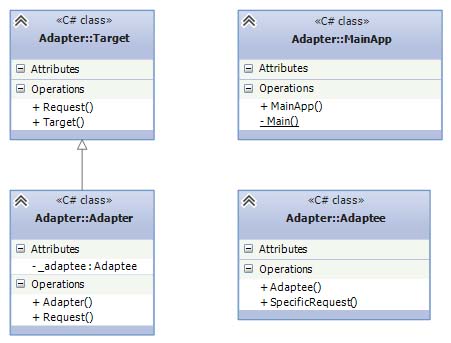 «C# class»
Adapter::Target
Attributes
Operations
+ Request()
+ Target()
«C# class»
Adapter::MainApp
Attributes
Operations
+ MainApp()
- Main()
«C# class»
Adapter::Adapter
Attributes
- _adaptee : Adaptee
Operations
+ Adapter()
+ Request()
«C# class»
Adapter::Adaptee
Attributes
Operations
+ Adaptee()
+ SpecificRequest()